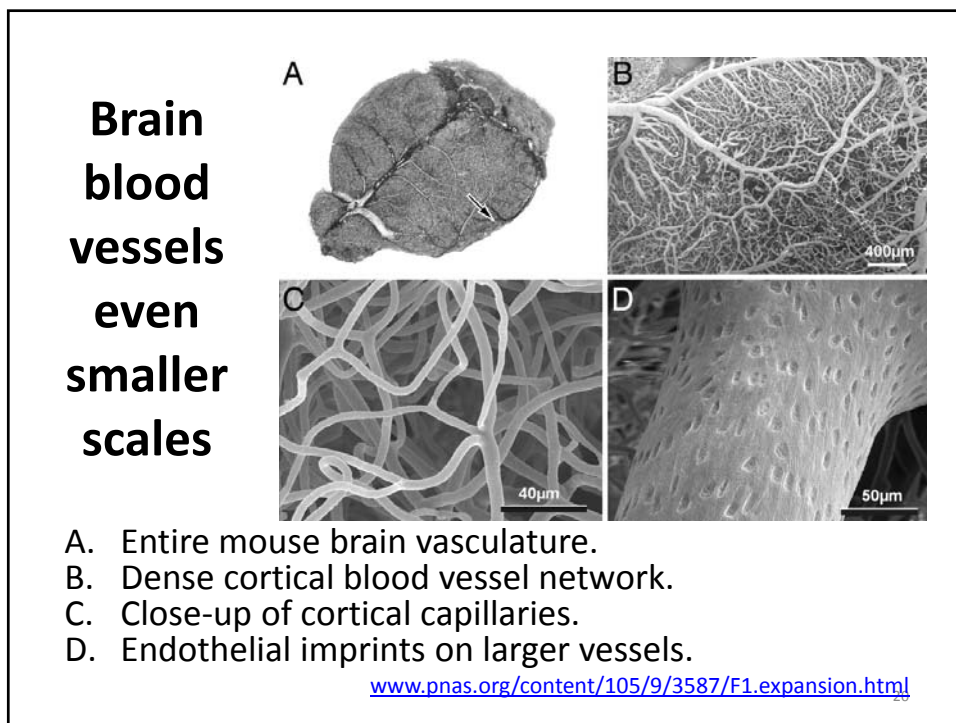 Brain
blood
vessels
even
smaller
scales
A
B
400µm
C
40µm
D
50µm
A. Entire mouse brain vasculature.
B. Dense cortical blood vessel network.
C. Close-up of cortical capillaries.
D. Endothelial imprints on larger vessels.
www.pnas.org/content/105/9/3587/F1.expansion.html